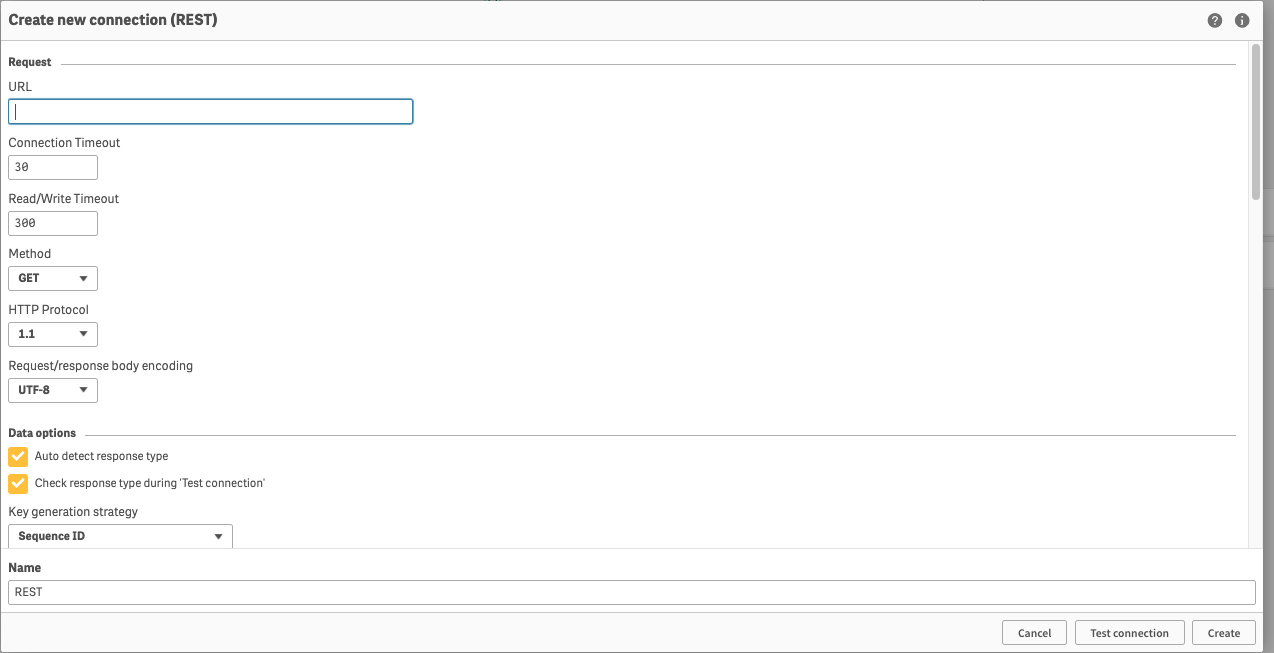 Create new connection (REST)
Request
URL
Connection Timeout
30
Read/Write Timeout
300
Method
GET
HTTP Protocol
1.1
Request/response body encoding
UTF-8
Data options
Auto detect response type
Check response type during 'Test connection'
Key generation strategy
Sequence ID
Name
REST
Cancel Test connection Create